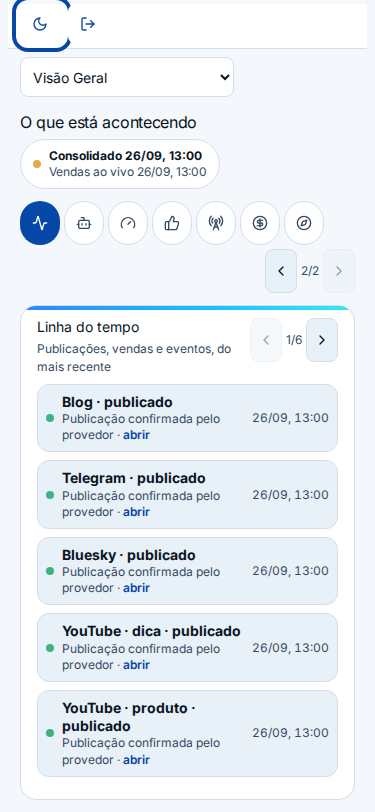 Visão Geral
O que está acontecendo
Consolidado 26/09, 13:00
Vendas ao vivo 26/09, 13:00
2/2
Linha do tempo
Publicações, vendas e eventos, do
mais recente
1/6
Blog · publicado
Publicação confirmada pelo
provedor · abrir
26/09, 13:00
Telegram · publicado
Publicação confirmada pelo
provedor · abrir
26/09, 13:00
Bluesky · publicado
Publicação confirmada pelo
provedor · abrir
26/09, 13:00
YouTube · dica · publicado
Publicação confirmada pelo
provedor · abrir
26/09, 13:00
YouTube · produto ·
publicado
Publicação confirmada pelo
provedor · abrir
26/09, 13:00